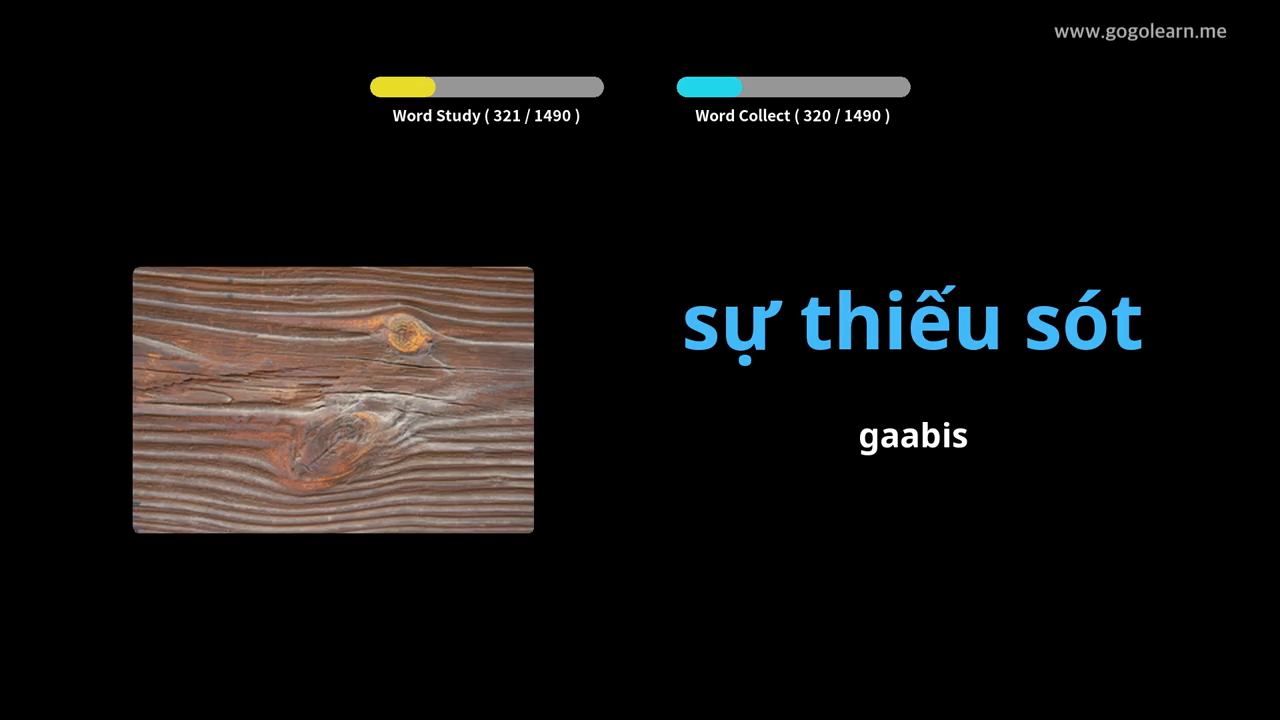 www.gogolearn.me
Word Study ( 321 / 1490 )
Word Collect ( 320 / 1490 )
sự thiếu sót
gaabis